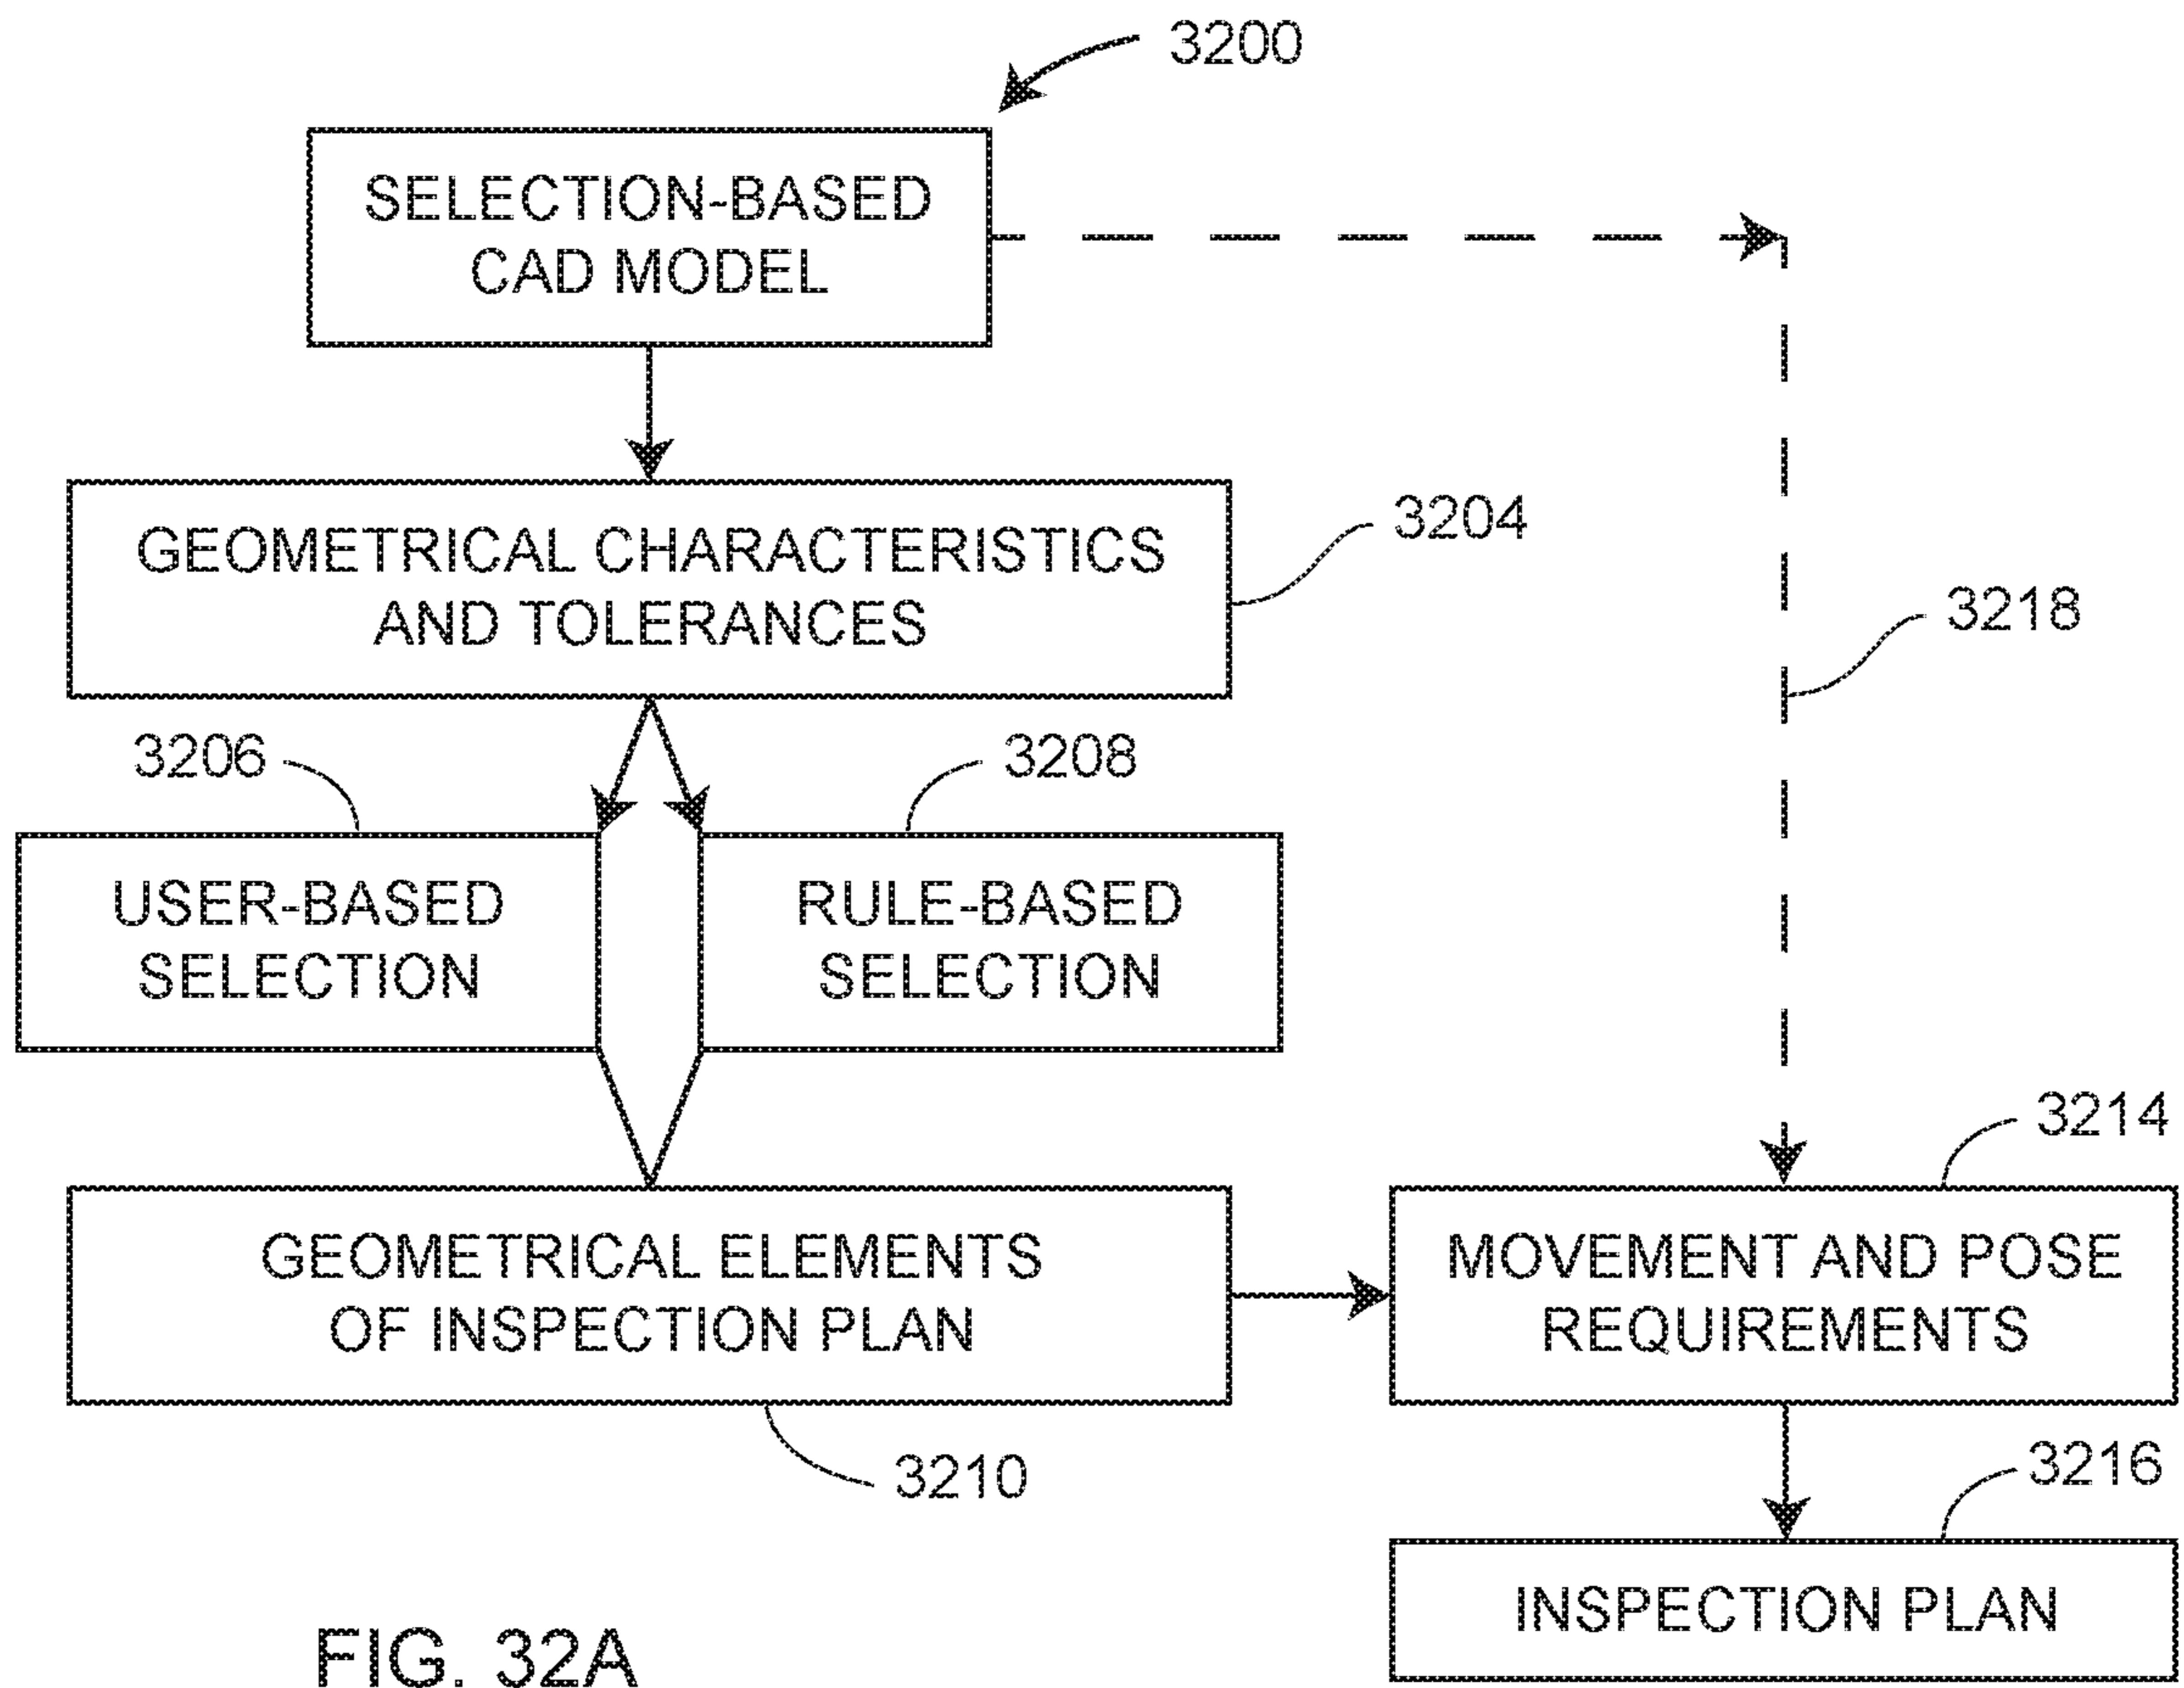 3200
SELECTION-BASED
CAD MODEL
GEOMETRICAL CHARACTERISTICS
AND TOLERANCES
3204
3218
3206
3208
USER-BASED
SELECTION
RULE-BASED
SELECTION
3214
GEOMETRICAL ELEMENTS
OF INSPECTION PLAN
MOVEMENT AND POSE
REQUIREMENTS
3210
3216
INSPECTION PLAN
FIG. 32A